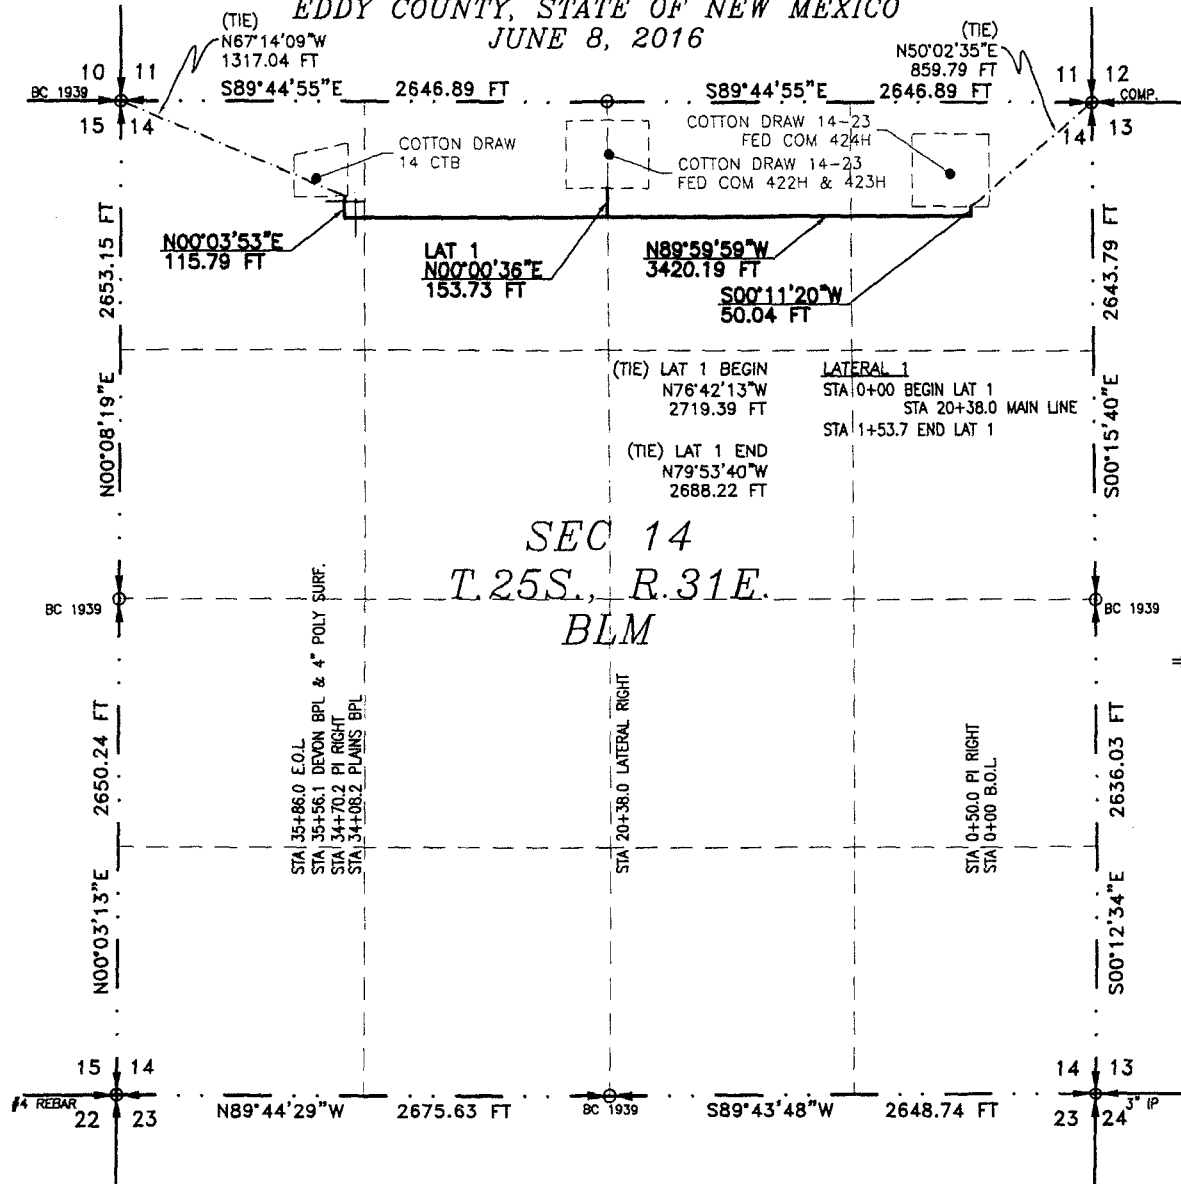 EDDY COUNTY, STATE OF NEW MEXICO
JUNE 8, 2016
(TIE)
N67°14'09"W
1317.04 FT
(TIE)
N50°02'35"E
859.79 FT
10 11
BC 1939
15 14
S89°44'55"E 2646.89 FT
S89°44'55"E 2646.89 FT
11 12
COMP.
14 13
COTTON DRAW
14 CTB
COTTON DRAW 14-23
FED COM 424H
COTTON DRAW 14-23
FED COM 422H & 423H
N00°03'53"E
115.79 FT
LAT 1
N00°00'36"E
153.73 FT
N89°59'59"W
3420.19 FT
S00°11'20"W
50.04 FT
2653.15 FT
N00°08'19"E
2643.79 FT
S00°15'40"E
(TIE) LAT 1 BEGIN
N76°42'13"W
2719.39 FT
(TIE) LAT 1 END
N79°53'40"W
2688.22 FT
LATERAL 1
STA 0+00 BEGIN LAT 1
STA 20+38.0 MAIN LINE
STA 1+53.7 END LAT 1
SEC 14
T.25S., R.31E.
BLM
BC 1939
BC 1939
STA 35+86.0 E.O.L.
STA 35+56.1 DEVON BPL & 4" POLY SURF.
STA 34+70.2 PI RIGHT
STA 34+08.2 PLAINS BPL
STA 20+38.0 LATERAL RIGHT
STA 0+50.0 PI RIGHT
STA 0+00 B.O.L.
2650.24 FT
N00°03'13"E
2636.03 FT
S00°12'34"E
15 14
#4 REBAR
22 23
N89°44'29"W 2675.63 FT
BC 1939
S89°43'48"W 2648.74 FT
14 13
3" IP
23 24